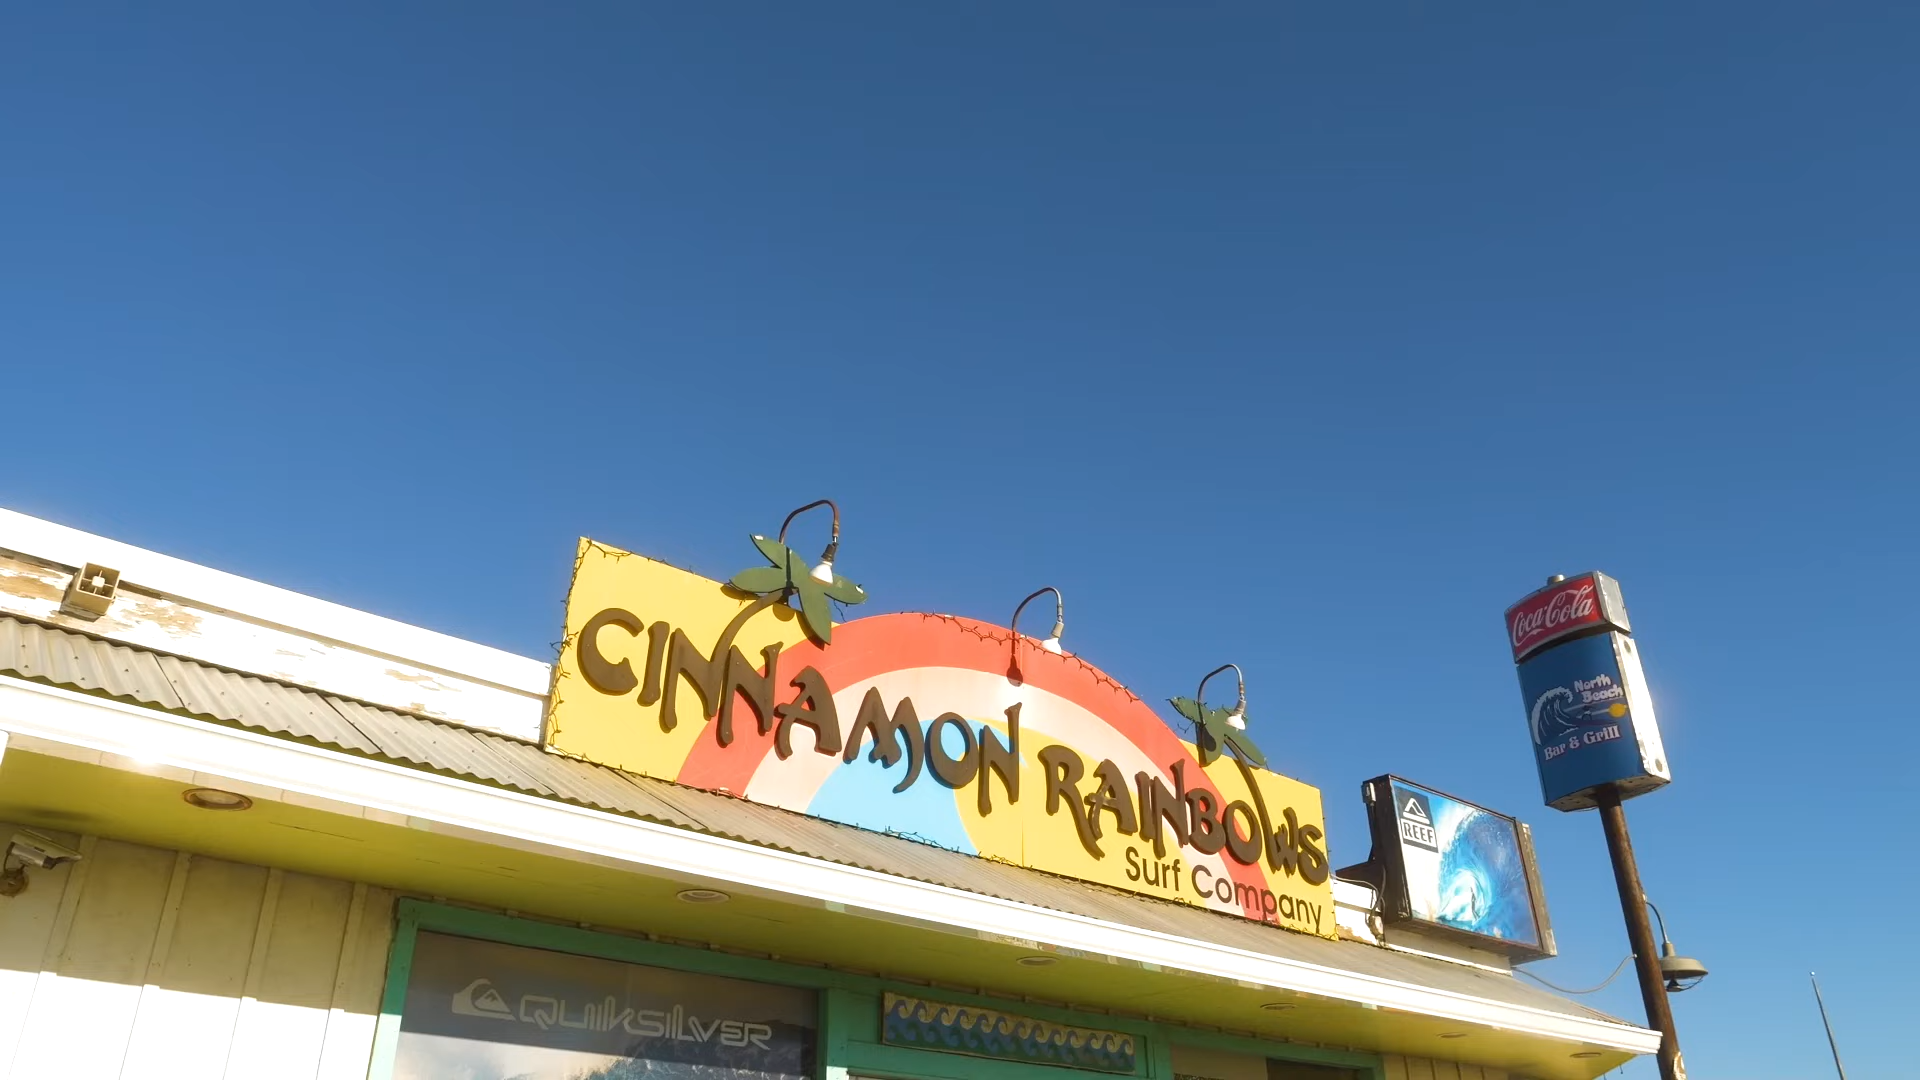 CINNAMON RAINBOWS
Surf Company
Coca-Cola
North
Beach
Bar & Grill
REEF
QUIKSILVER